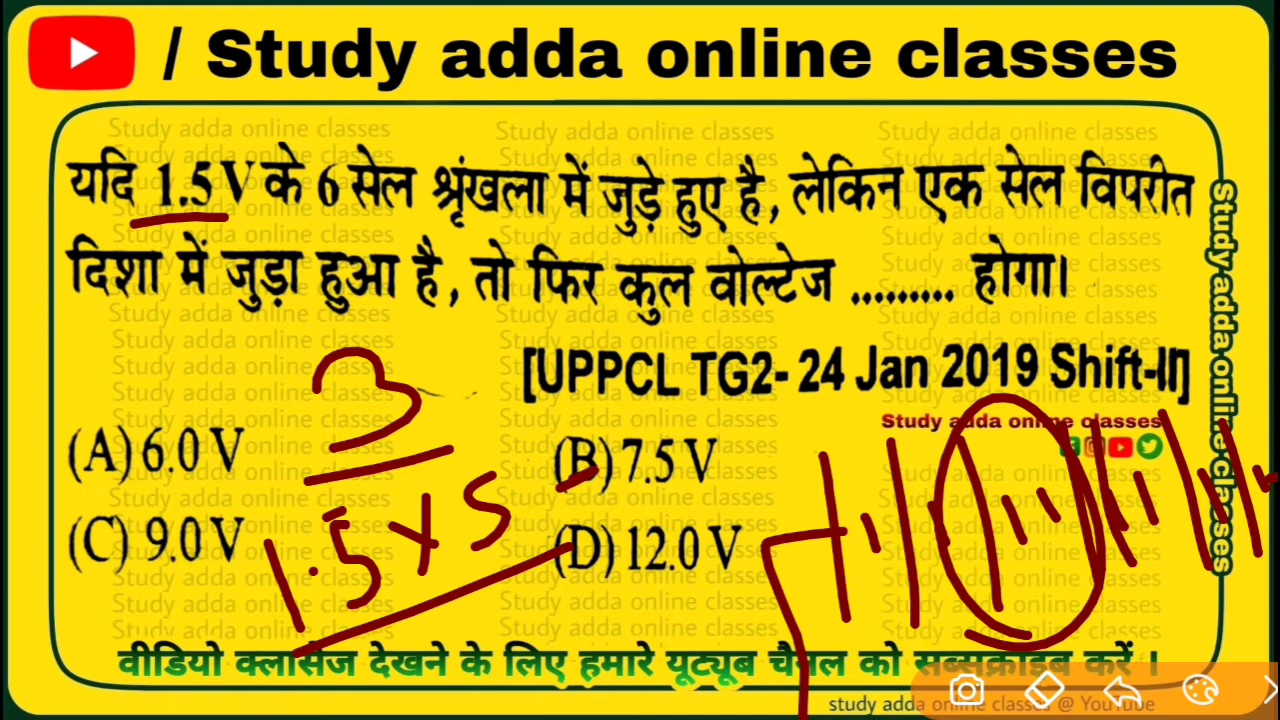 / Study adda online classes
यदि 1.5 V के 6 सेल श्रृंखला में जुड़े हुए है, लेकिन एक सेल विपरीत
दिशा में जुड़ा हुआ है, तो फिर कुल वोल्टेज ......... होगा।
[UPPCL TG2- 24 Jan 2019 Shift-II]
Study adda online classes
3
(A) 6.0 V
(B) 7.5 V
1.5 x 5
(C) 9.0 V
(D) 12.0 V
Study adda online classes
वीडियो क्लासेज देखने के लिए हमारे यूट्यूब चैनल को सब्सक्राइब करें ।
study adda online classes @ YouTube